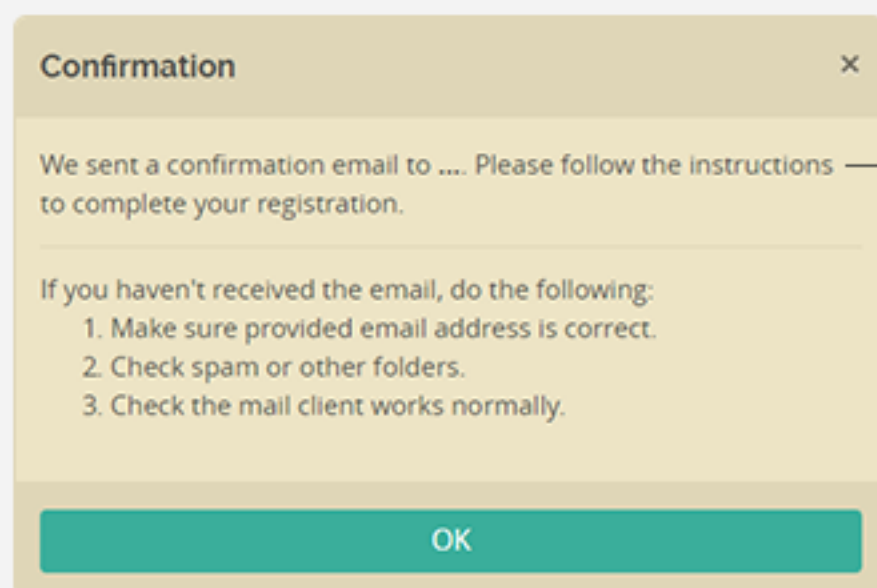 Confirmation ×
We sent a confirmation email to .... Please follow the instructions
to complete your registration.
If you haven't received the email, do the following:
1. Make sure provided email address is correct.
2. Check spam or other folders.
3. Check the mail client works normally.
OK